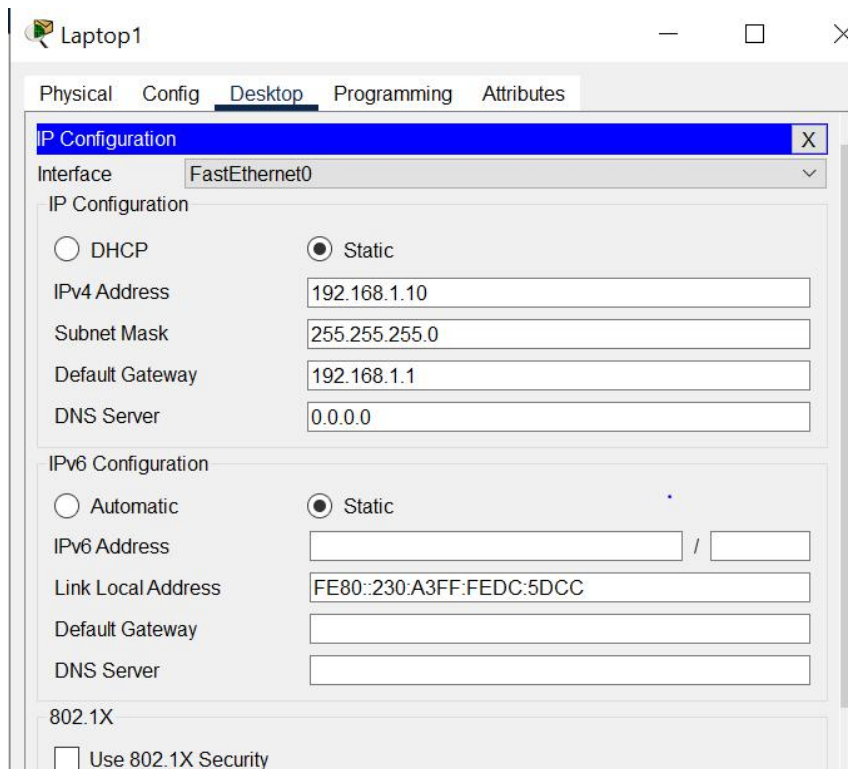 Laptop1
Physical Config Desktop Programming Attributes
IP Configuration X
Interface FastEthernet0
IP Configuration
DHCP Static
IPv4 Address 192.168.1.10
Subnet Mask 255.255.255.0
Default Gateway 192.168.1.1
DNS Server 0.0.0.0
IPv6 Configuration
Automatic Static
IPv6 Address /
Link Local Address FE80::230:A3FF:FEDC:5DCC
Default Gateway
DNS Server
802.1X
Use 802.1X Security